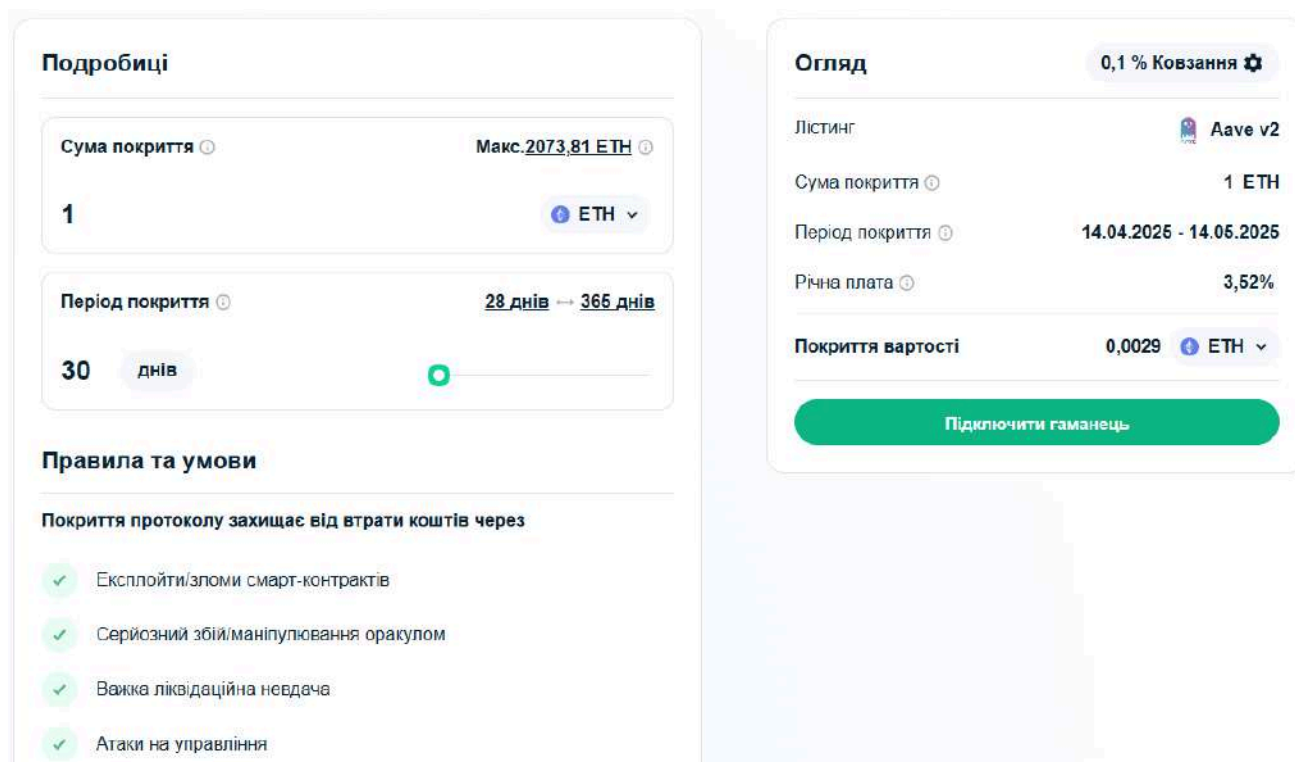 Подробиці
Сума покриття
Макс.2073,81 ETH
1
ETH
Період покриття
28 днів ↔ 365 днів
30 днів
Правила та умови
Покриття протоколу захищає від втрати коштів через
Експлойти/зломи смарт-контрактів
Серйозний збій/маніпулювання оракулом
Важка ліквідаційна невдача
Атаки на управління
Огляд
0,1 % Ковзання
Лістинг
Aave v2
Сума покриття
1 ETH
Період покриття
14.04.2025 - 14.05.2025
Річна плата
3,52%
Покриття вартості
0,0029 ETH
Підключити гаманець